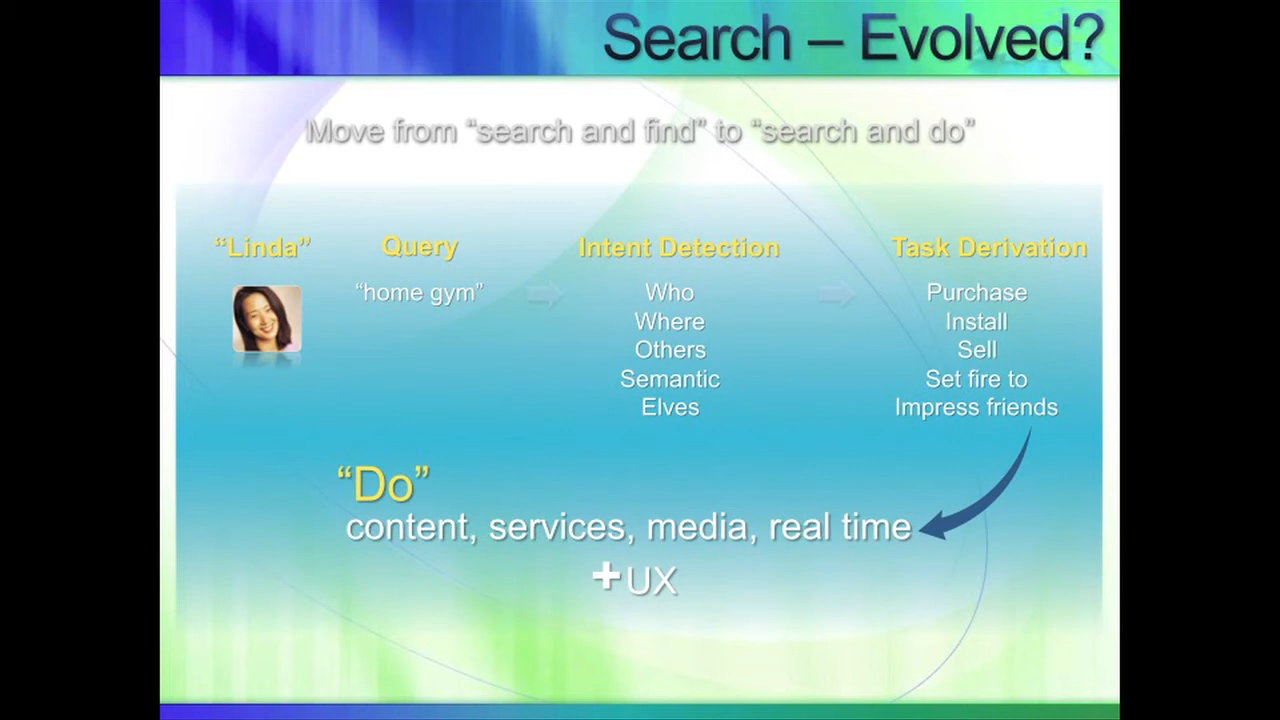 Search – Evolved?
Move from “search and find” to “search and do”
“Linda”
Query
Intent Detection
Task Derivation
“home gym”
Who
Where
Others
Semantic
Elves
Purchase
Install
Sell
Set fire to
Impress friends
“Do”
content, services, media, real time
+ UX